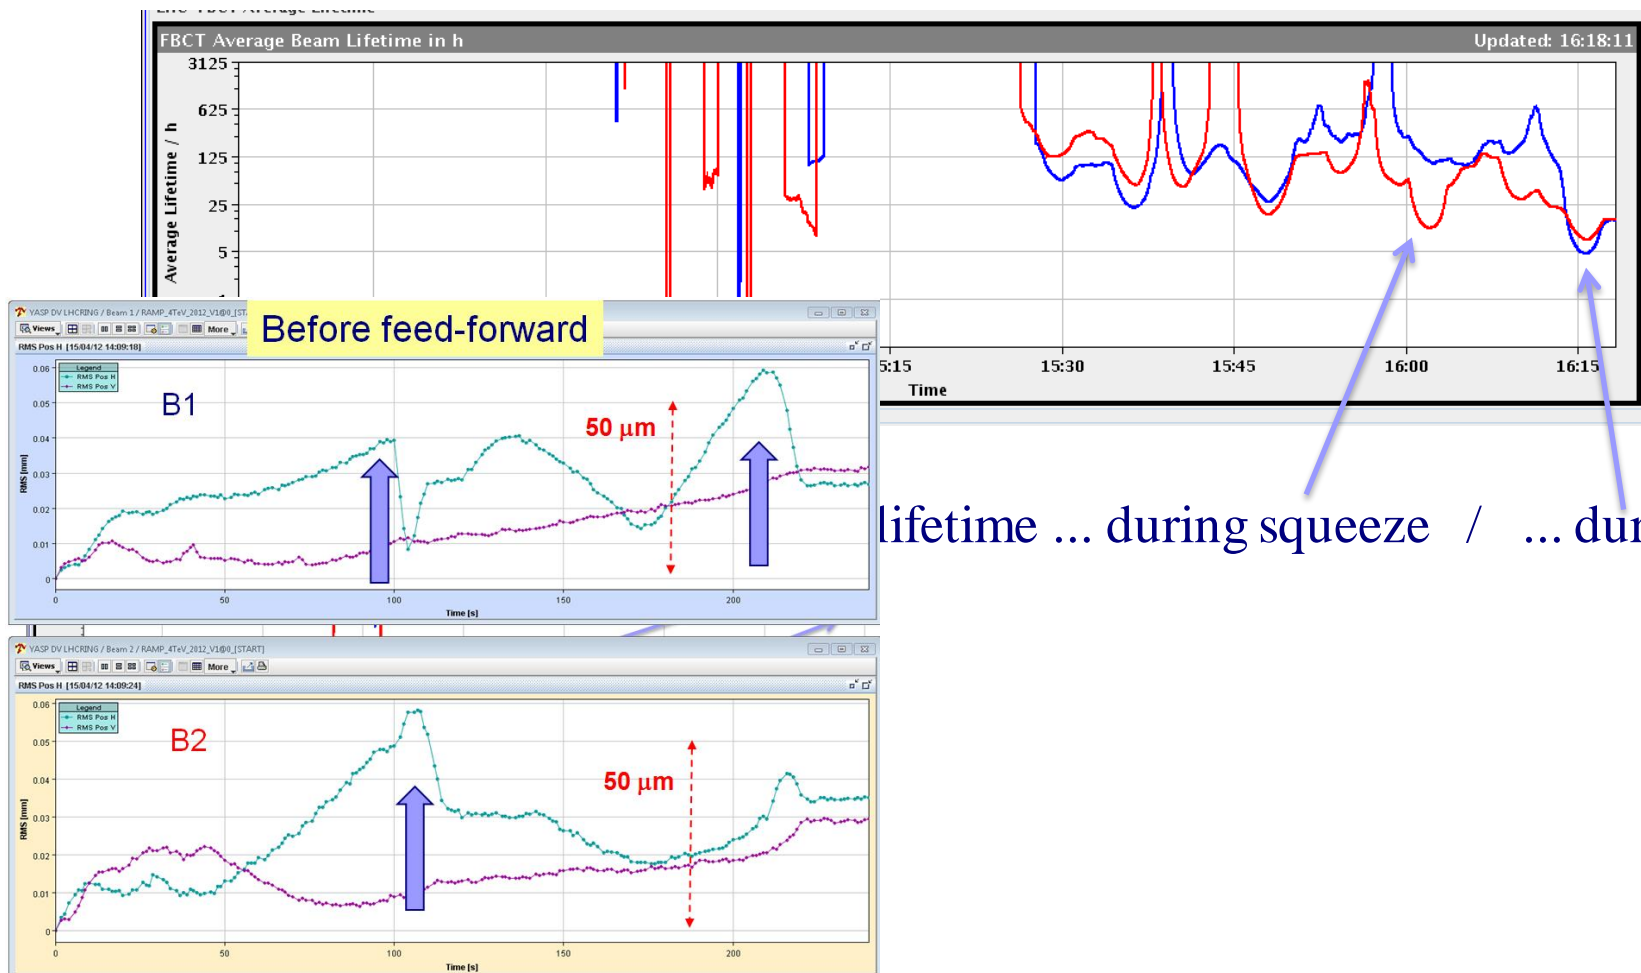 FBCT Average Beam Lifetime in h
Updated: 16:18:11
3125
625
125
25
5
Average Lifetime / h
5:15
15:30
15:45
16:00
16:15
Time
YASP DV LHCRING / Beam 1 / RAMP_4TeV_2012_V1@0_[ST
Before feed-forward
Views
More
RMS Pos H [15/04/12 14:09:18]
Legend
RMS Pos H
RMS Pos V
B1
50 μm
0.06
0.05
0.04
0.03
0.02
0.01
0
RMS [mm]
0
50
100
150
200
Time [s]
lifetime ... during squeeze / ... dur
YASP DV LHCRING / Beam 2 / RAMP_4TeV_2012_V1@0_[START]
Views
More
RMS Pos H [15/04/12 14:09:24]
Legend
RMS Pos H
RMS Pos V
B2
50 μm
0.06
0.05
0.04
0.03
0.02
0.01
0
RMS [mm]
0
50
100
150
200
Time [s]